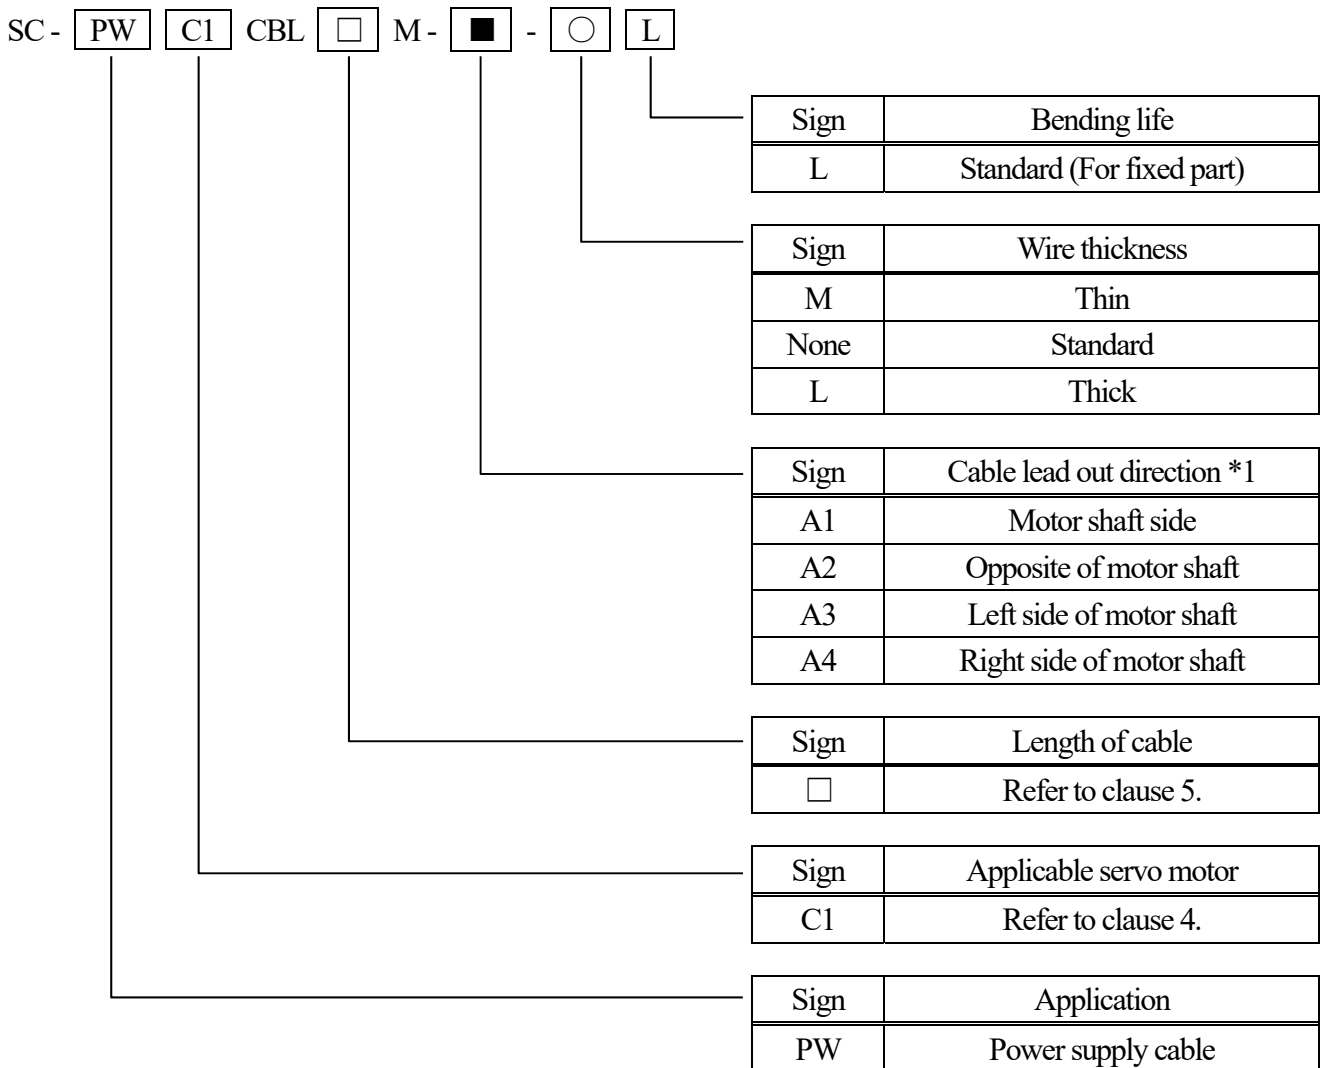 SC - PW C1 CBL □ M - ■ - ○ L
Sign Bending life
L Standard (For fixed part)
Sign Wire thickness
M Thin
None Standard
L Thick
Sign Cable lead out direction *1
A1 Motor shaft side
A2 Opposite of motor shaft
A3 Left side of motor shaft
A4 Right side of motor shaft
Sign Length of cable
□ Refer to clause 5.
Sign Applicable servo motor
C1 Refer to clause 4.
Sign Application
PW Power supply cable